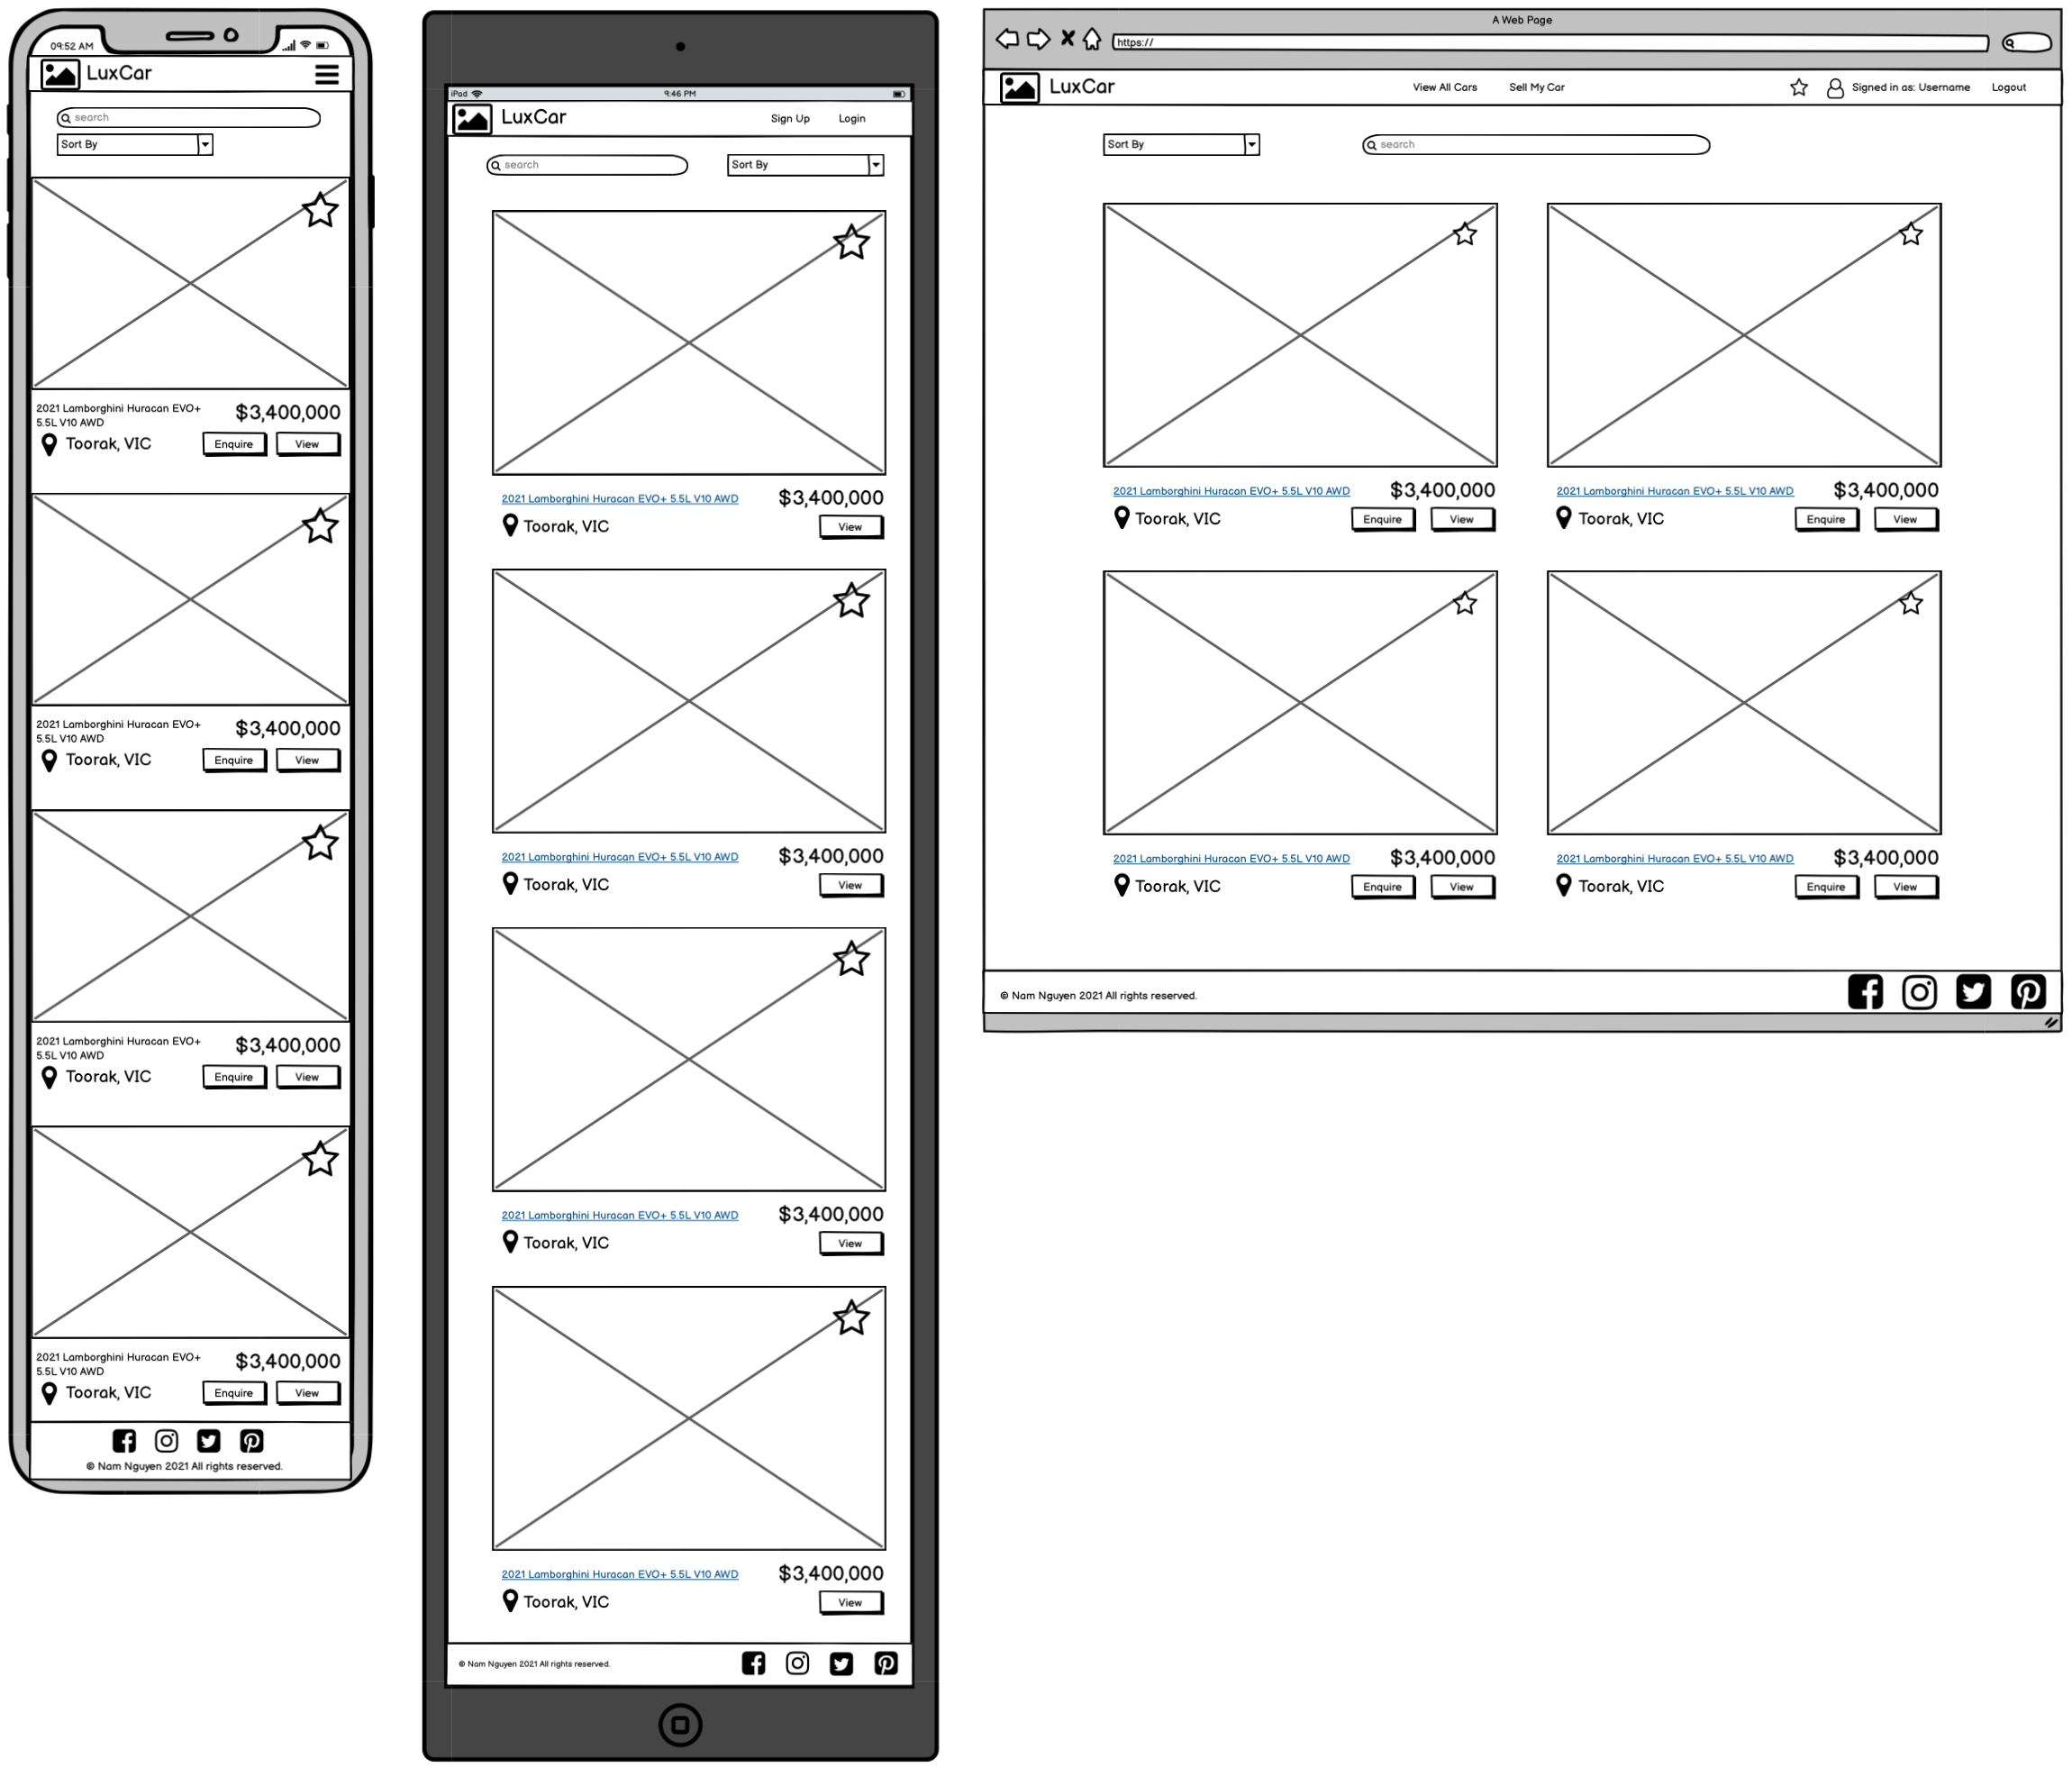 09:52 AM
LuxCar
search
Sort By
2021 Lamborghini Huracan EVO+
5.5L V10 AWD
$3,400,000
Toorak, VIC
Enquire
View
2021 Lamborghini Huracan EVO+
5.5L V10 AWD
$3,400,000
Toorak, VIC
Enquire
View
2021 Lamborghini Huracan EVO+
5.5L V10 AWD
$3,400,000
Toorak, VIC
Enquire
View
2021 Lamborghini Huracan EVO+
5.5L V10 AWD
$3,400,000
Toorak, VIC
Enquire
View
© Nam Nguyen 2021 All rights reserved.
iPad
9:46 PM
LuxCar
Sign Up
Login
search
Sort By
2021 Lamborghini Huracan EVO+ 5.5L V10 AWD
$3,400,000
Toorak, VIC
View
2021 Lamborghini Huracan EVO+ 5.5L V10 AWD
$3,400,000
Toorak, VIC
View
2021 Lamborghini Huracan EVO+ 5.5L V10 AWD
$3,400,000
Toorak, VIC
View
2021 Lamborghini Huracan EVO+ 5.5L V10 AWD
$3,400,000
Toorak, VIC
View
© Nam Nguyen 2021 All rights reserved.
A Web Page
https://
LuxCar
View All Cars
Sell My Car
Signed in as: Username
Logout
Sort By
search
2021 Lamborghini Huracan EVO+ 5.5L V10 AWD
$3,400,000
Toorak, VIC
Enquire
View
2021 Lamborghini Huracan EVO+ 5.5L V10 AWD
$3,400,000
Toorak, VIC
Enquire
View
2021 Lamborghini Huracan EVO+ 5.5L V10 AWD
$3,400,000
Toorak, VIC
Enquire
View
2021 Lamborghini Huracan EVO+ 5.5L V10 AWD
$3,400,000
Toorak, VIC
Enquire
View
© Nam Nguyen 2021 All rights reserved.